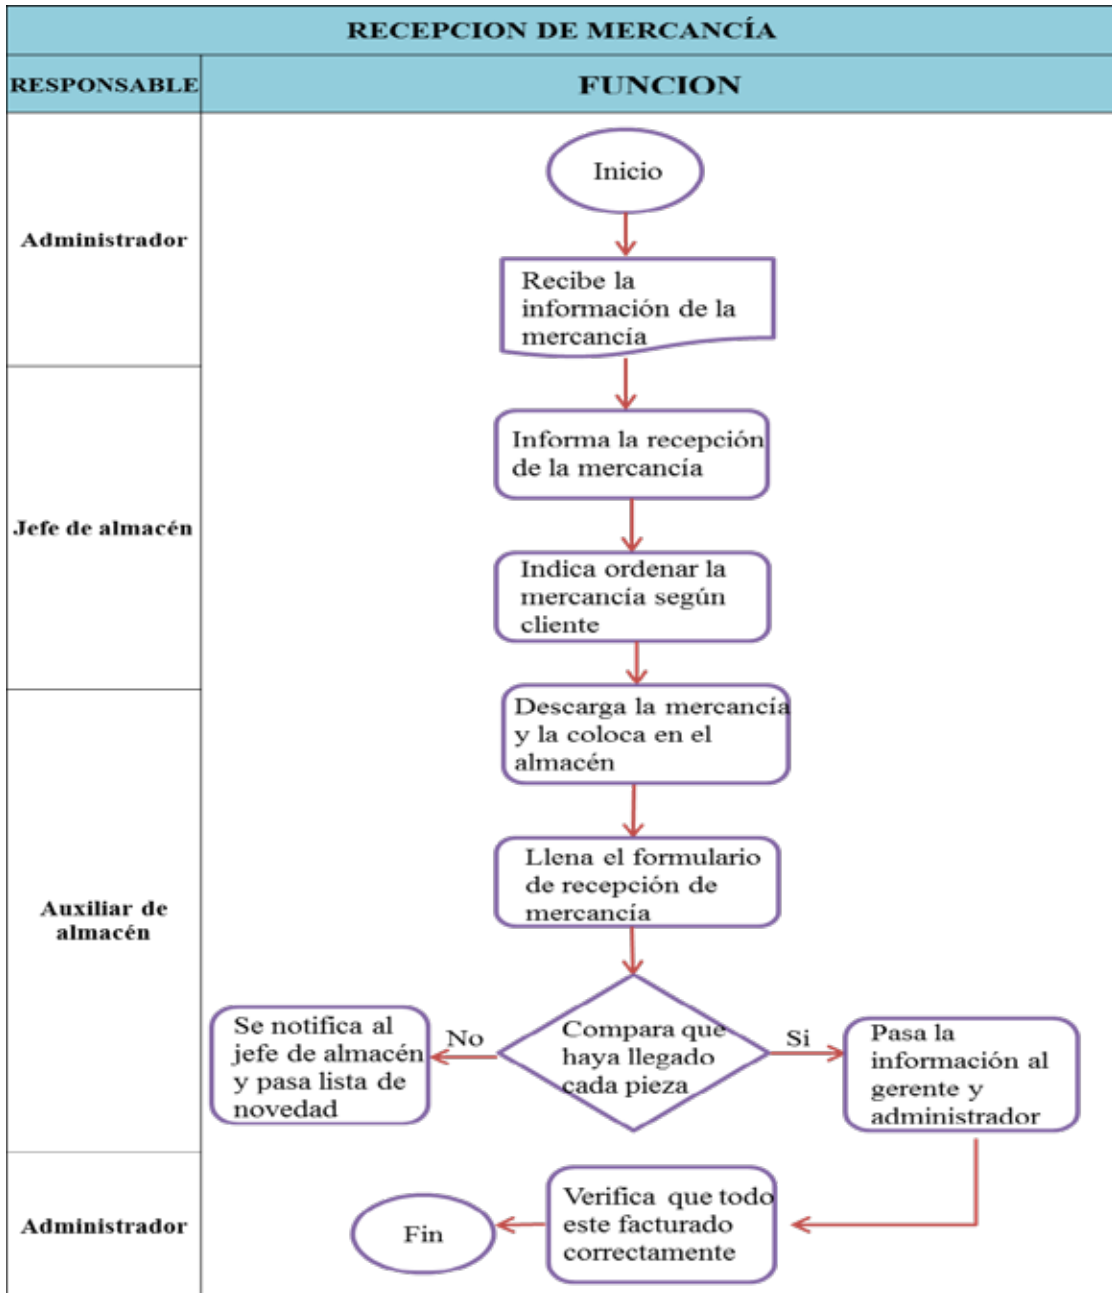 RECEPCION DE MERCANCÍA
RESPONSABLE
FUNCION
Administrador
Inicio
Recibe la
información de la
mercancía
Jefe de almacén
Informa la recepción
de la mercancía
Indica ordenar la
mercancía según
cliente
Auxiliar de
almacén
Descarga la mercancía
y la coloca en el
almacén
Llena el formulario
de recepción de
mercancía
Compara que
haya llegado
cada pieza
No
Se notifica al
jefe de almacén
y pasa lista de
novedad
Si
Pasa la
información al
gerente y
administrador
Administrador
Verifica que todo
este facturado
correctamente
Fin